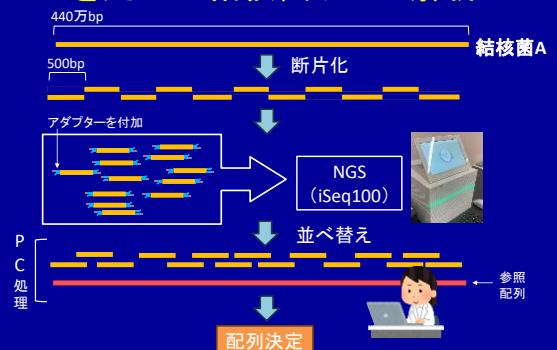 440万bp
結核菌A
断片化
500bp
アダプターを付加
NGS
（iSeq100）
並べ替え
PC処理
参照
配列
配列決定